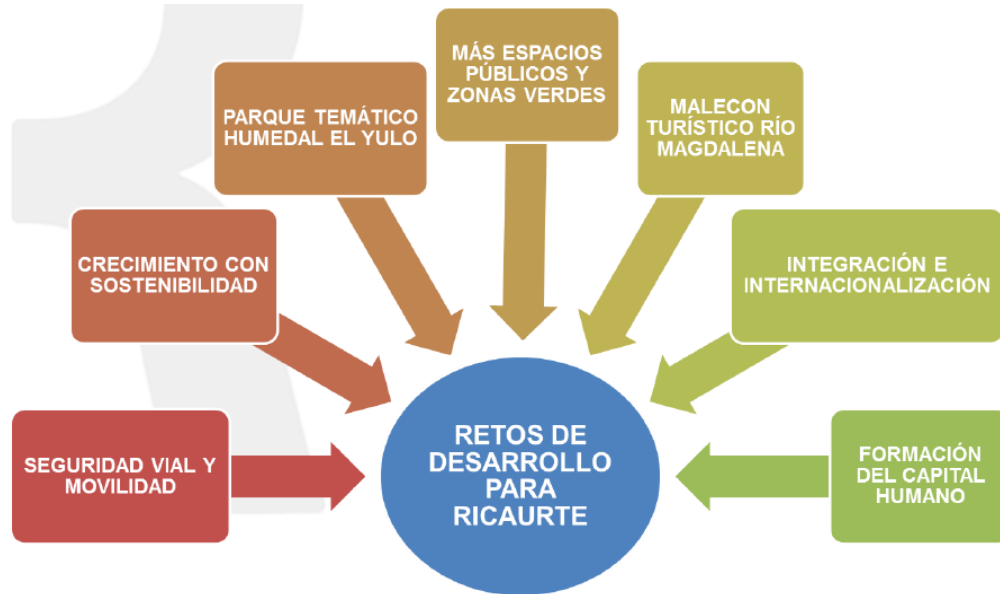 MÁS ESPACIOS
PÚBLICOS Y
ZONAS VERDES
PARQUE TEMÁTICO
HUMEDAL EL YULO
MALECON
TURÍSTICO RÍO
MAGDALENA
CRECIMIENTO CON
SOSTENIBILIDAD
INTEGRACIÓN E
INTERNACIONALIZACIÓN
SEGURIDAD VIAL Y
MOVILIDAD
RETOS DE
DESARROLLO
PARA
RICAURTE
FORMACIÓN
DEL CAPITAL
HUMANO